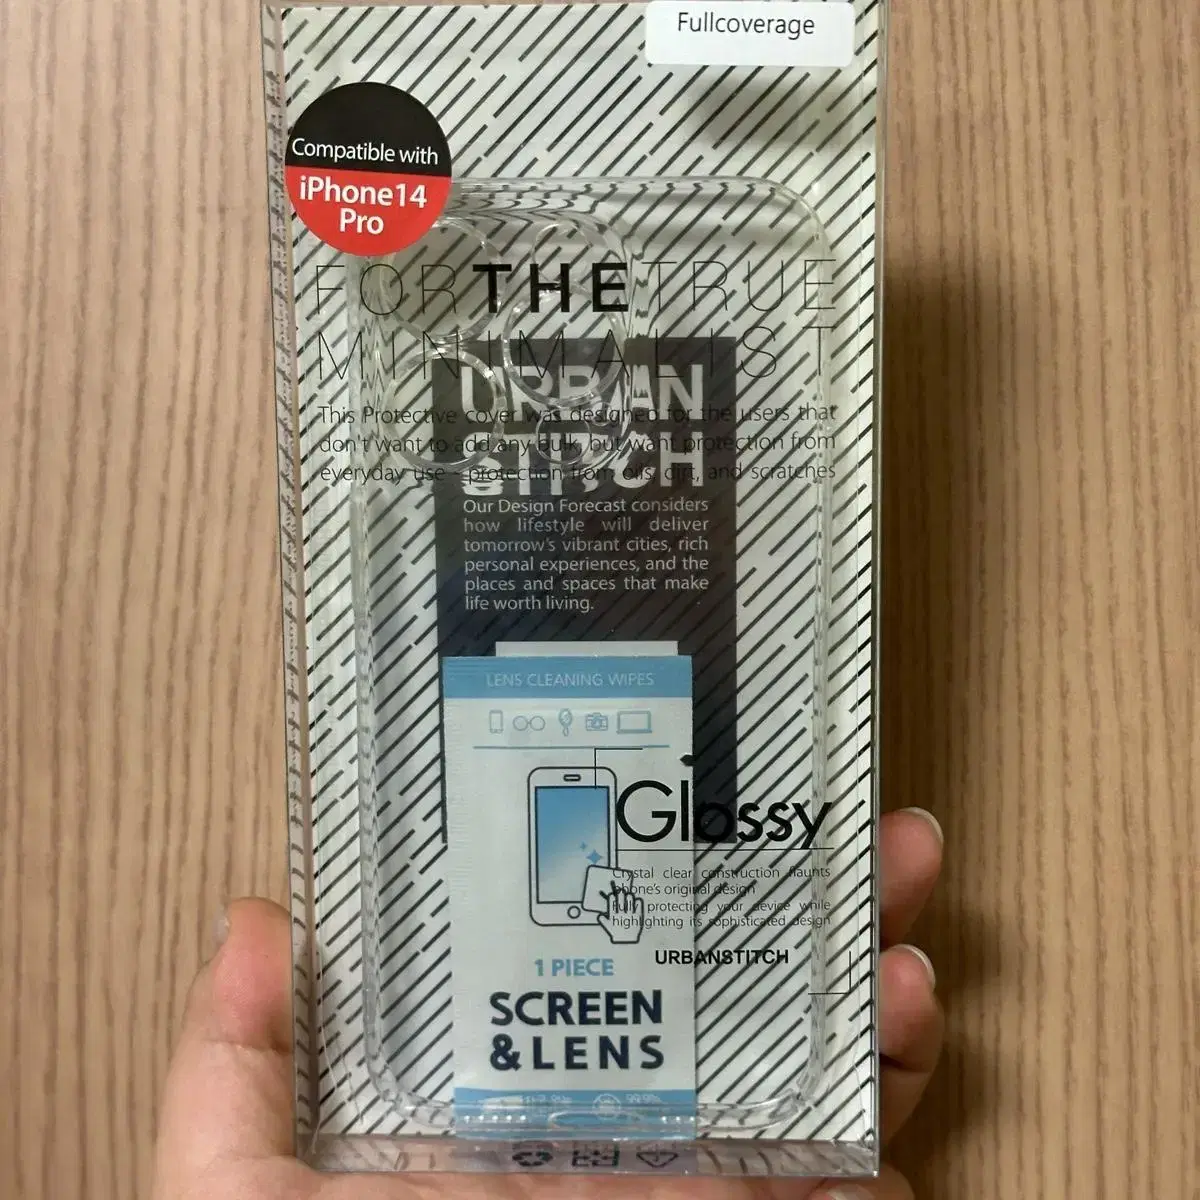 Fullcoverage
Compatible with
iPhone14
Pro
FOR THE TRUE
MINIMALIST
This Protective cover was designed for the users that
don't want to add any bulk, but want protection from
everyday use - protection from oils, dirt, and scratches
URBAN
STITCH
Our Design Forecast considers
how lifestyle will deliver
tomorrow's vibrant cities, rich
personal experiences, and the
places and spaces that make
life worth living.
LENS CLEANING WIPES
Glossy
Crystal clear construction flaunts
phone's original design
Fully protecting your device while
highlighting its sophisticated design
URBANSTITCH
1 PIECE
SCREEN
& LENS
99.9%